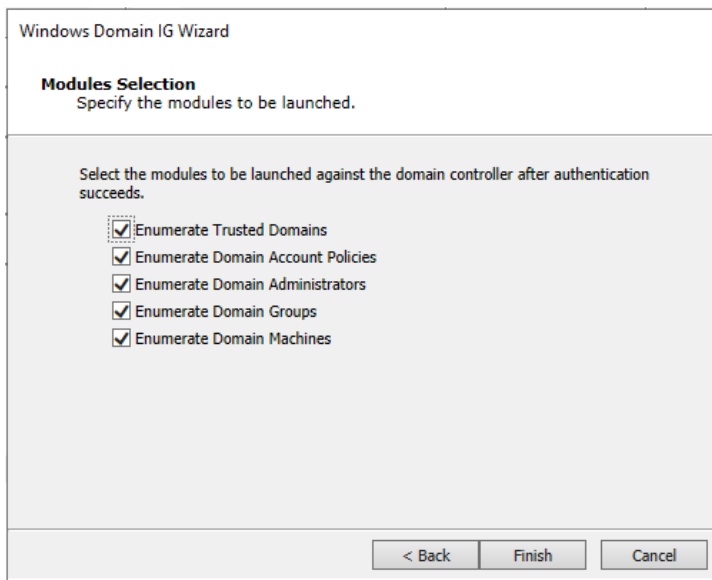 Windows Domain IG Wizard
Modules Selection
Specify the modules to be launched.
Select the modules to be launched against the domain controller after authentication
succeeds.
Enumerate Trusted Domains
Enumerate Domain Account Policies
Enumerate Domain Administrators
Enumerate Domain Groups
Enumerate Domain Machines
< Back Finish Cancel